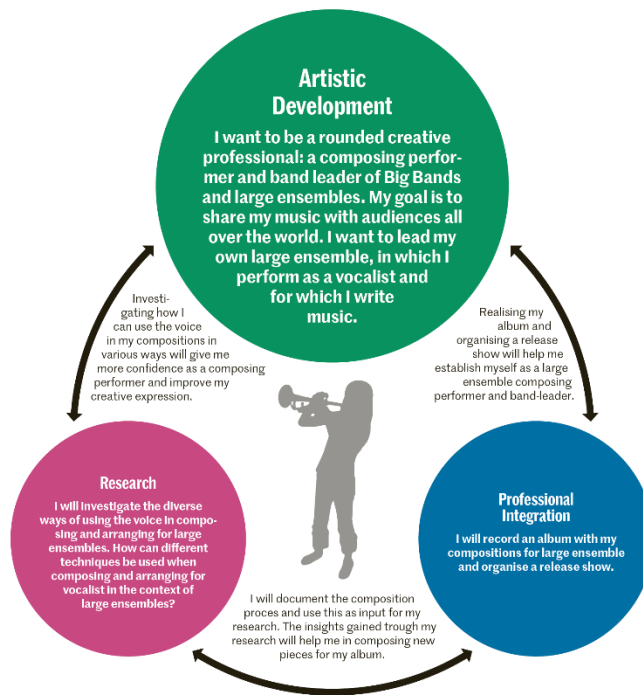 Artistic
Development
I want to be a rounded creative
professional: a composing perfor-
mer and band leader of Big Bands
and large ensembles. My goal is to
share my music with audiences all
over the world. I want to lead my
own large ensemble, in which I
perform as a vocalist and
for which I write
music.
Investi-
gating how I
can use the voice
in my compositions in
various ways will give me
more confidence as a composing
performer and improve my
creative expression.
Realising my
album and
organising a release
show will help me
establish myself as a large
ensemble composing
performer and band-leader.
Research
I will investigate the diverse
ways of using the voice in compo-
sing and arranging for large
ensembles. How can different
techniques be used when
composing and arranging for
vocalist in the context of
large ensembles?
Professional
Integration
I will record an album with my
compositions for large ensemble
and organise a release show.
I will document the composition
proces and use this as input for my
research. The insights gained trough my
research will help me in composing new
pieces for my album.